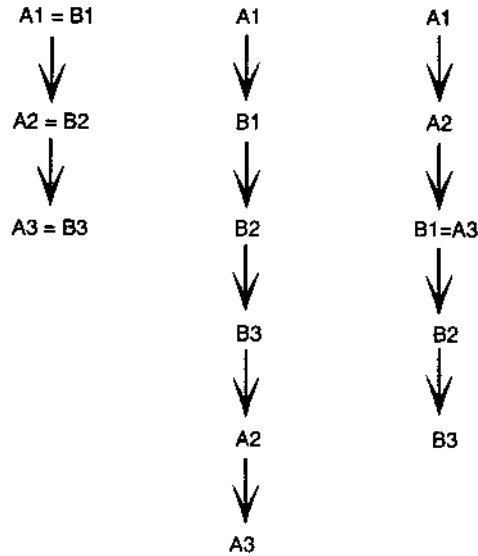 A1 = B1
A2 = B2
A3 = B3
A1
B1
B2
B3
A2
A3
A1
A2
B1=A3
B2
B3